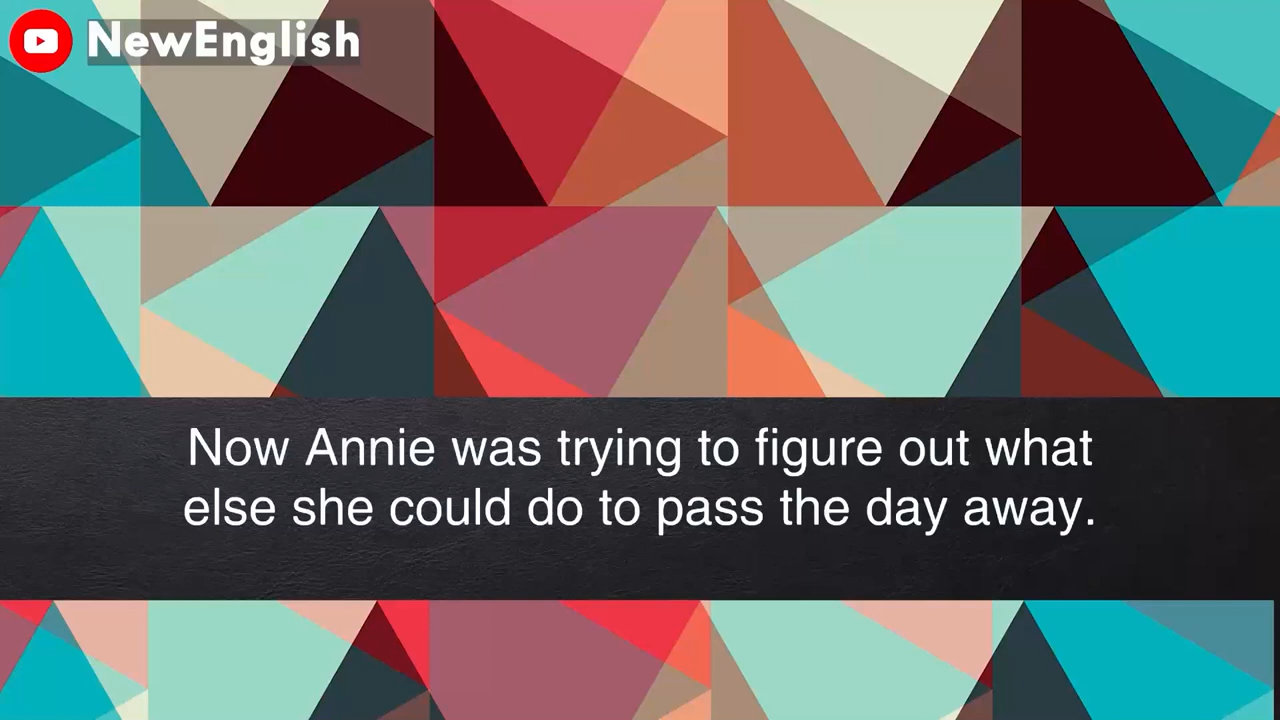 NewEnglish
Now Annie was trying to figure out what
else she could do to pass the day away.